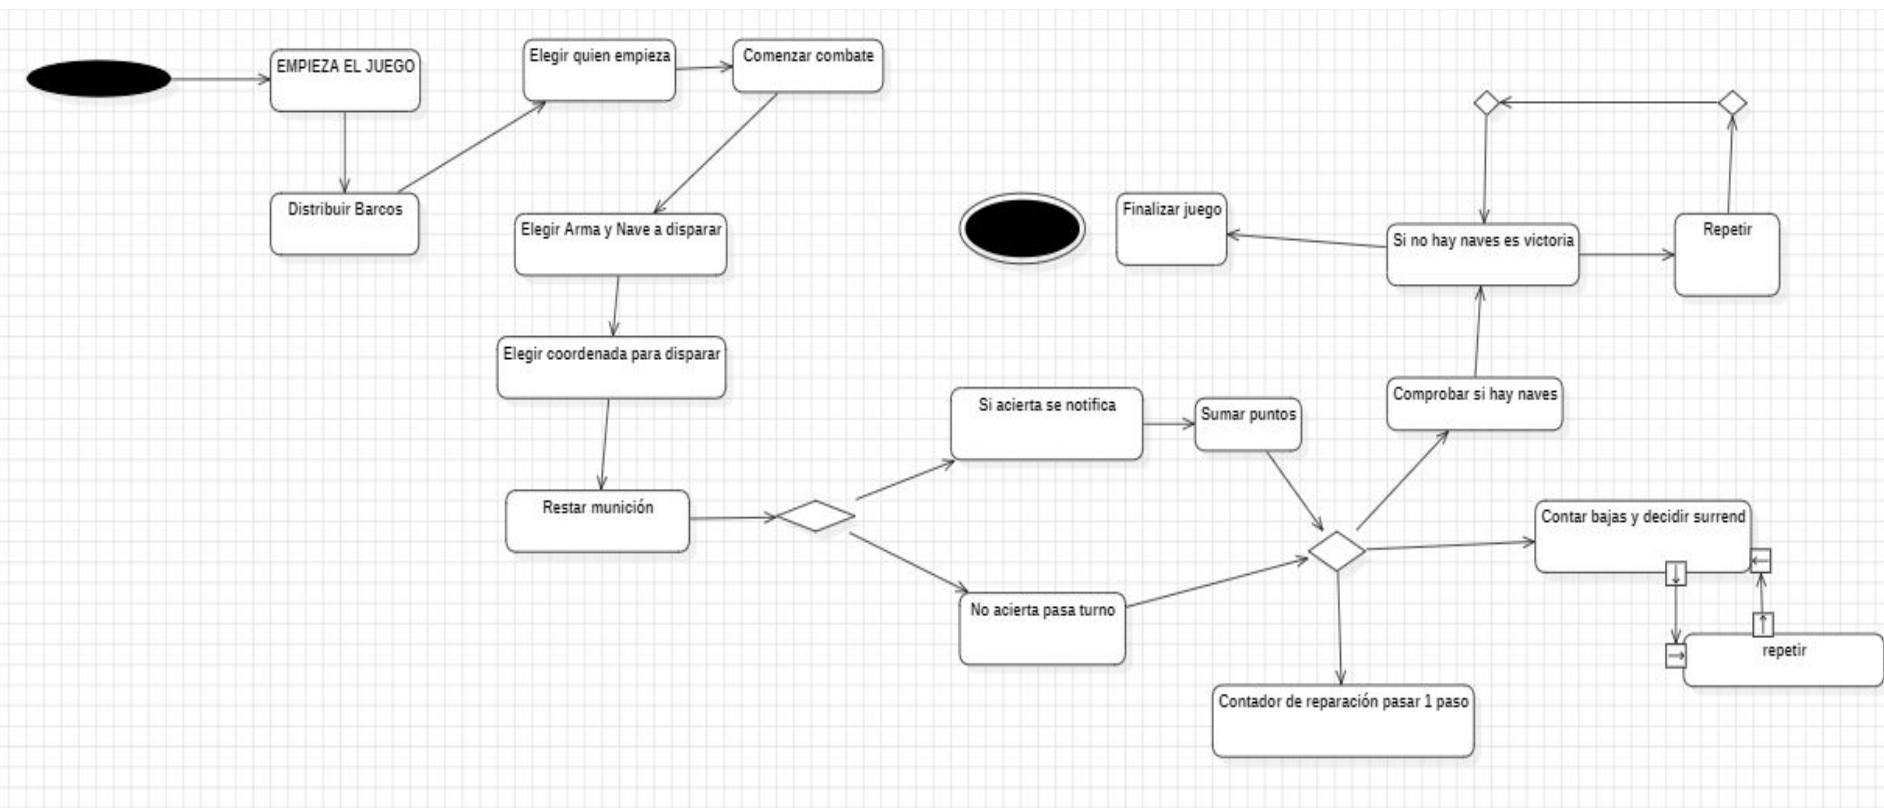 EMPIEZA EL JUEGO
Distribuir Barcos
Elegir quien empieza
Comenzar combate
Elegir Arma y Nave a disparar
Elegir coordenada para disparar
Restar munición
Si acierta se notifica
Sumar puntos
No acierta pasa turno
Comprobar si hay naves
Contar bajas y decidir surrend
repetir
Contador de reparación pasar 1 paso
Si no hay naves es victoria
Repetir
Finalizar juego